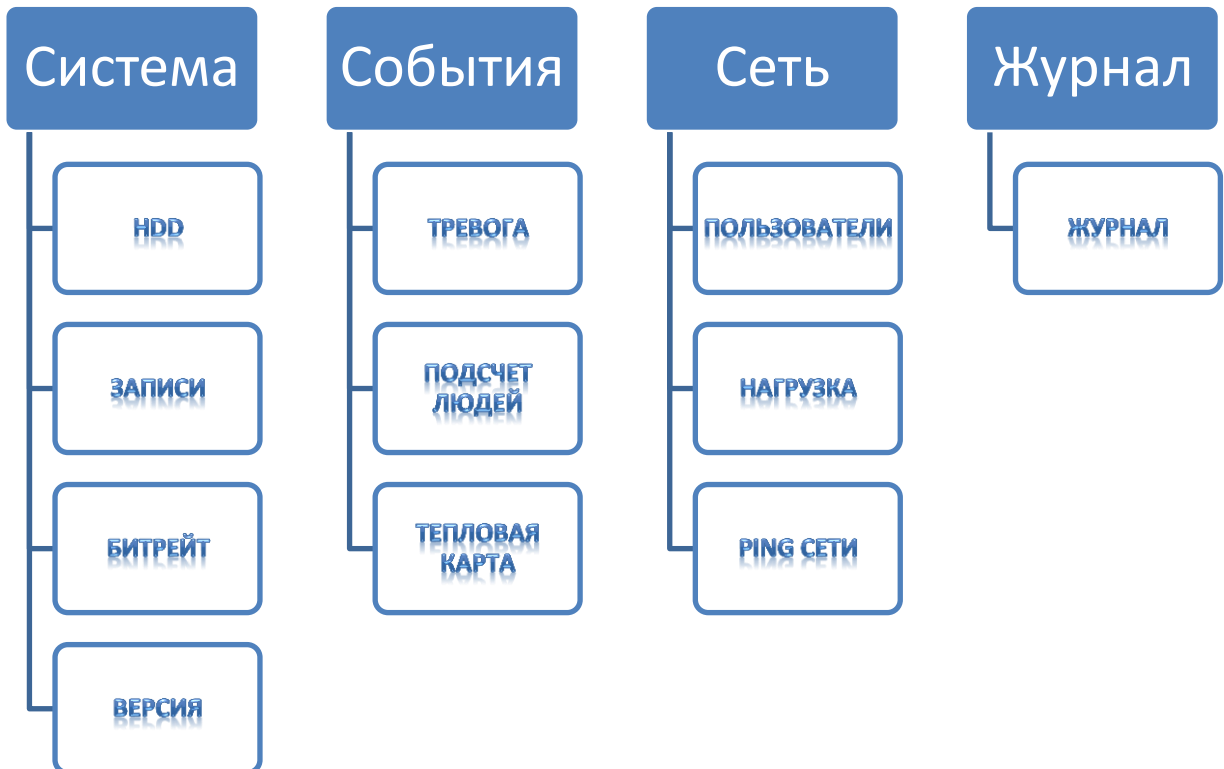 Система
HDD
ЗАПИСИ
БИТРЕЙТ
ВЕРСИЯ
События
ТРЕВОГА
ПОДСЧЕТ
ЛЮДЕЙ
ТЕПЛОВАЯ
КАРТА
Сеть
ПОЛЬЗОВАТЕЛИ
НАГРУЗКА
PING СЕТИ
Журнал
ЖУРНАЛ